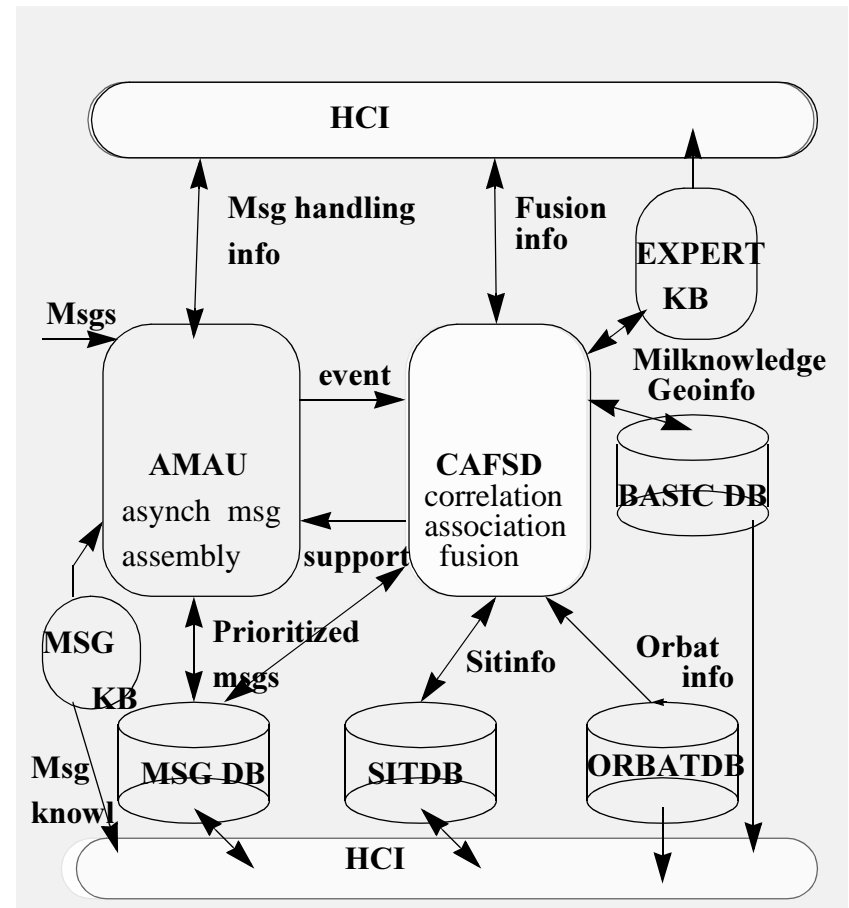 HCI
Msg handling
info
Fusion
info
EXPERT
KB
Msgs
event
Milknowledge
Geoinfo
AMAU
asynch msg
assembly
CAFSD
correlation
association
fusion
BASIC DB
support
MSG
KB
Prioritized
msgs
Sitinfo
Orbat
info
Msg
knowl
MSG DB
SITDB
ORBATDB
HCI